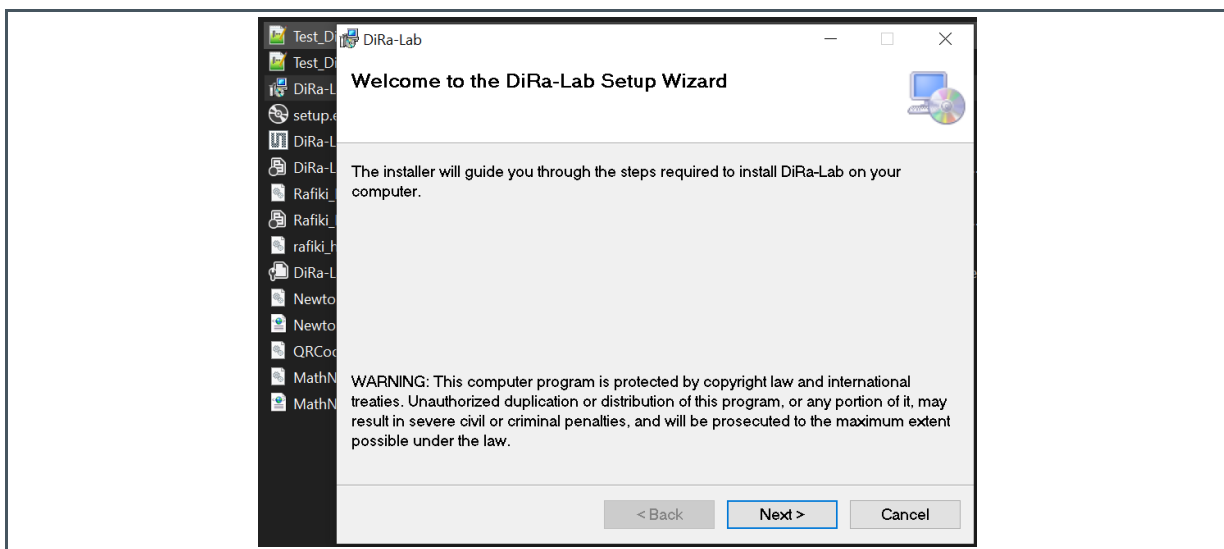 Test_Di
Test_Di
DiRa-L
setup.e
DiRa-L
DiRa-L
Rafiki_
Rafiki_
rafiki_h
DiRa-L
Newto
Newto
QRCod
MathN
MathN
DiRa-Lab
Welcome to the DiRa-Lab Setup Wizard
The installer will guide you through the steps required to install DiRa-Lab on your
computer.
WARNING: This computer program is protected by copyright law and international
treaties. Unauthorized duplication or distribution of this program, or any portion of it, may
result in severe civil or criminal penalties, and will be prosecuted to the maximum extent
possible under the law.
< Back Next > Cancel